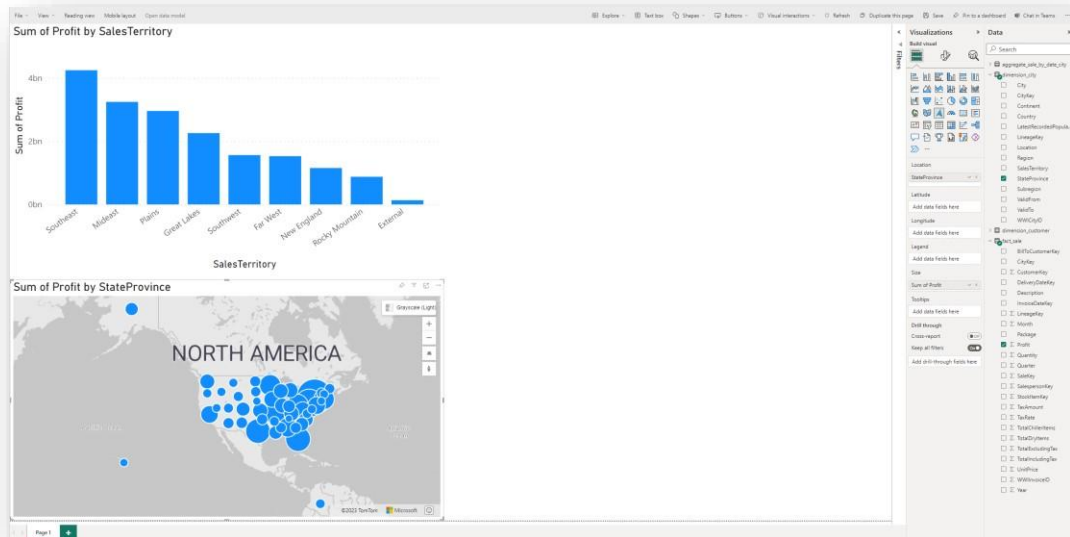 File
View
Reading view
Mobile layout
Open data model
Explore
Text box
Shapes
Buttons
Visual interactions
Refresh
Duplicate this page
Save
Pin to a dashboard
Chat in Teams
Sum of Profit by SalesTerritory
Sum of Profit
4bn
2bn
0bn
Southeast
Mideast
Plains
Great Lakes
Southwest
Far West
New England
Rocky Mountain
External
SalesTerritory
Sum of Profit by StateProvince
Grayscale (Light)
NORTH AMERICA
©2023 TomTom
Microsoft
Page 1
Filters
Visualizations
Build visual
Location
StateProvince
Latitude
Add data fields here
Longitude
Add data fields here
Legend
Add data fields here
Size
Sum of Profit
Tooltips
Add data fields here
Drill through
Cross-report
Keep all filters
Add drill-through fields here
Data
Search
aggregate_sale_by_date_city
dimension_city
City
CityKey
Continent
Country
LatestRecordedPopula...
LineageKey
Location
Region
SalesTerritory
StateProvince
Subregion
ValidFrom
ValidTo
WWICityID
dimension_customer
fact_sale
BillToCustomerKey
CityKey
CustomerKey
DeliveryDateKey
Description
InvoiceDateKey
LineageKey
Month
Package
Profit
Quantity
Quarter
SaleKey
SalespersonKey
StockItemKey
TaxAmount
TaxRate
TotalChillerItems
TotalDryItems
TotalExcludingTax
TotalIncludingTax
UnitPrice
WWIInvoiceID
Year